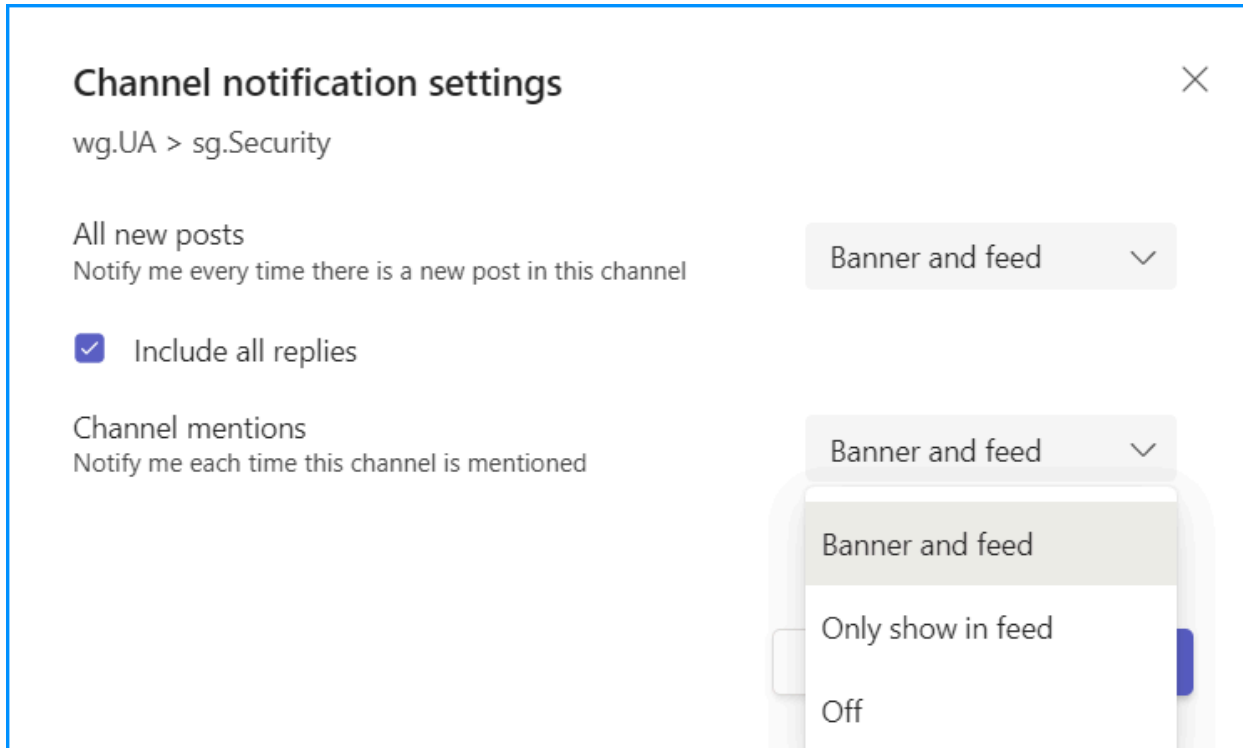 Channel notification settings
wg.UA > sg.Security
All new posts
Banner and feed
Notify me every time there is a new post in this channel
Include all replies
Channel mentions
Banner and feed
Notify me each time this channel is mentioned
Banner and feed
Only show in feed
Off